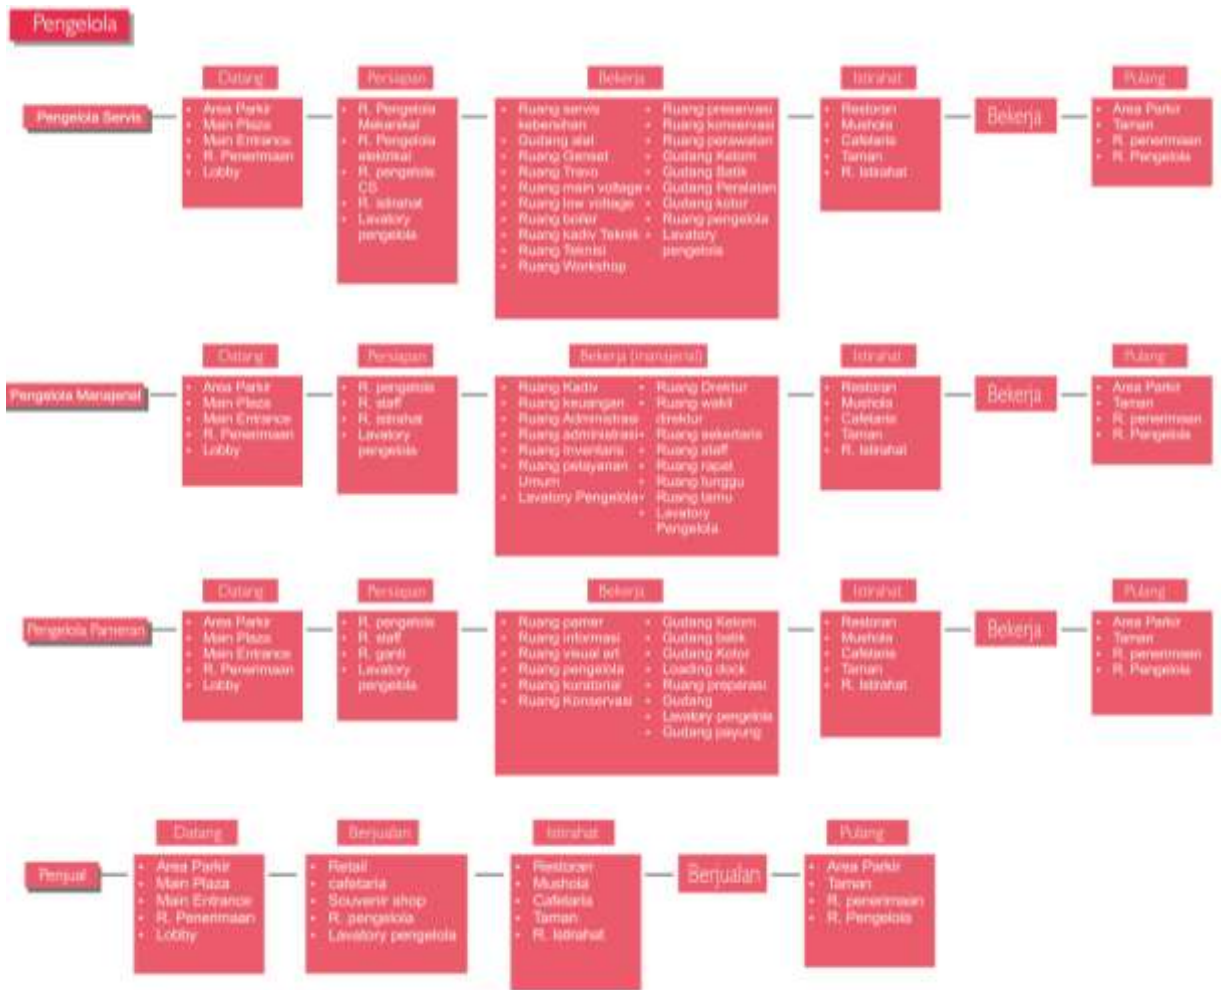 Pengelola
Datang
Persiapan
Bekerja
Istirahat
Pulang
Pengelola Servis
• Area Parkir
• Main Plaza
• Main Entrance
• R. Penerimaan
• Lobby
• R. Pengelola
Mekanikal
• R. Pengelola
elektrikal
• R. pengelola
CS
• R. istirahat
• Lavatory
pengelola
• Ruang servis
kebersihan
• Gudang alat
• Ruang Genset
• Ruang Travo
• Ruang main voltage
• Ruang low voltage
• Ruang boiler
• Ruang kadiv Teknik
• Ruang Teknisi
• Ruang Workshop
• Ruang preservasi
• Ruang konservasi
• Ruang perawatan
• Gudang Ketom
• Gudang Batik
• Gudang Peralatan
• Gudang kotor
• Ruang pengelola
• Lavatory
pengelola
• Restoran
• Mushola
• Cafetaria
• Taman
• R. Istirahat
Bekerja
• Area Parkir
• Taman
• R. penerimaan
• R. Pengelola
Datang
Persiapan
Bekerja (manajerial)
Istirahat
Pulang
Pengelola Manajerial
• Area Parkir
• Main Plaza
• Main Entrance
• R. Penerimaan
• Lobby
• R. pengelola
• R. staff
• R. istirahat
• Lavatory
pengelola
• Ruang Kadiv
• Ruang keuangan
• Ruang Administrasi
• Ruang administrasi
• Ruang Inventaris
• Ruang pelayanan
Umum
• Lavatory Pengelola
• Ruang Direktur
• Ruang wakil
direktur
• Ruang sekertaris
• Ruang staff
• Ruang rapat
• Ruang tunggu
• Ruang tamu
• Lavatory
Pengelola
• Restoran
• Mushola
• Cafetaria
• Taman
• R. Istirahat
Bekerja
• Area Parkir
• Taman
• R. penerimaan
• R. Pengelola
Datang
Persiapan
Bekerja
Istirahat
Pulang
Pengelola Pameran
• Area Parkir
• Main Plaza
• Main Entrance
• R. Penerimaan
• Lobby
• R. pengelola
• R. staff
• R. ganti
• Lavatory
pengelola
• Ruang pamer
• Ruang informasi
• Ruang visual art
• Ruang pengelola
• Ruang kuratorial
• Ruang Konservasi
• Gudang Ketom
• Gudang batik
• Gudang Kotor
• Loading dock
• Ruang preparasi
• Gudang
• Lavatory pengelola
• Gudang payung
• Restoran
• Mushola
• Cafetaria
• Taman
• R. Istirahat
Bekerja
• Area Parkir
• Taman
• R. penerimaan
• R. Pengelola
Datang
Berjualan
Istirahat
Pulang
Penjual
• Area Parkir
• Main Plaza
• Main Entrance
• R. Penerimaan
• Lobby
• Retail
• cafetaria
• Souvenir shop
• R. pengelola
• Lavatory pengelola
• Restoran
• Mushola
• Cafetaria
• Taman
• R. Istirahat
Berjualan
• Area Parkir
• Taman
• R. penerimaan
• R. Pengelola